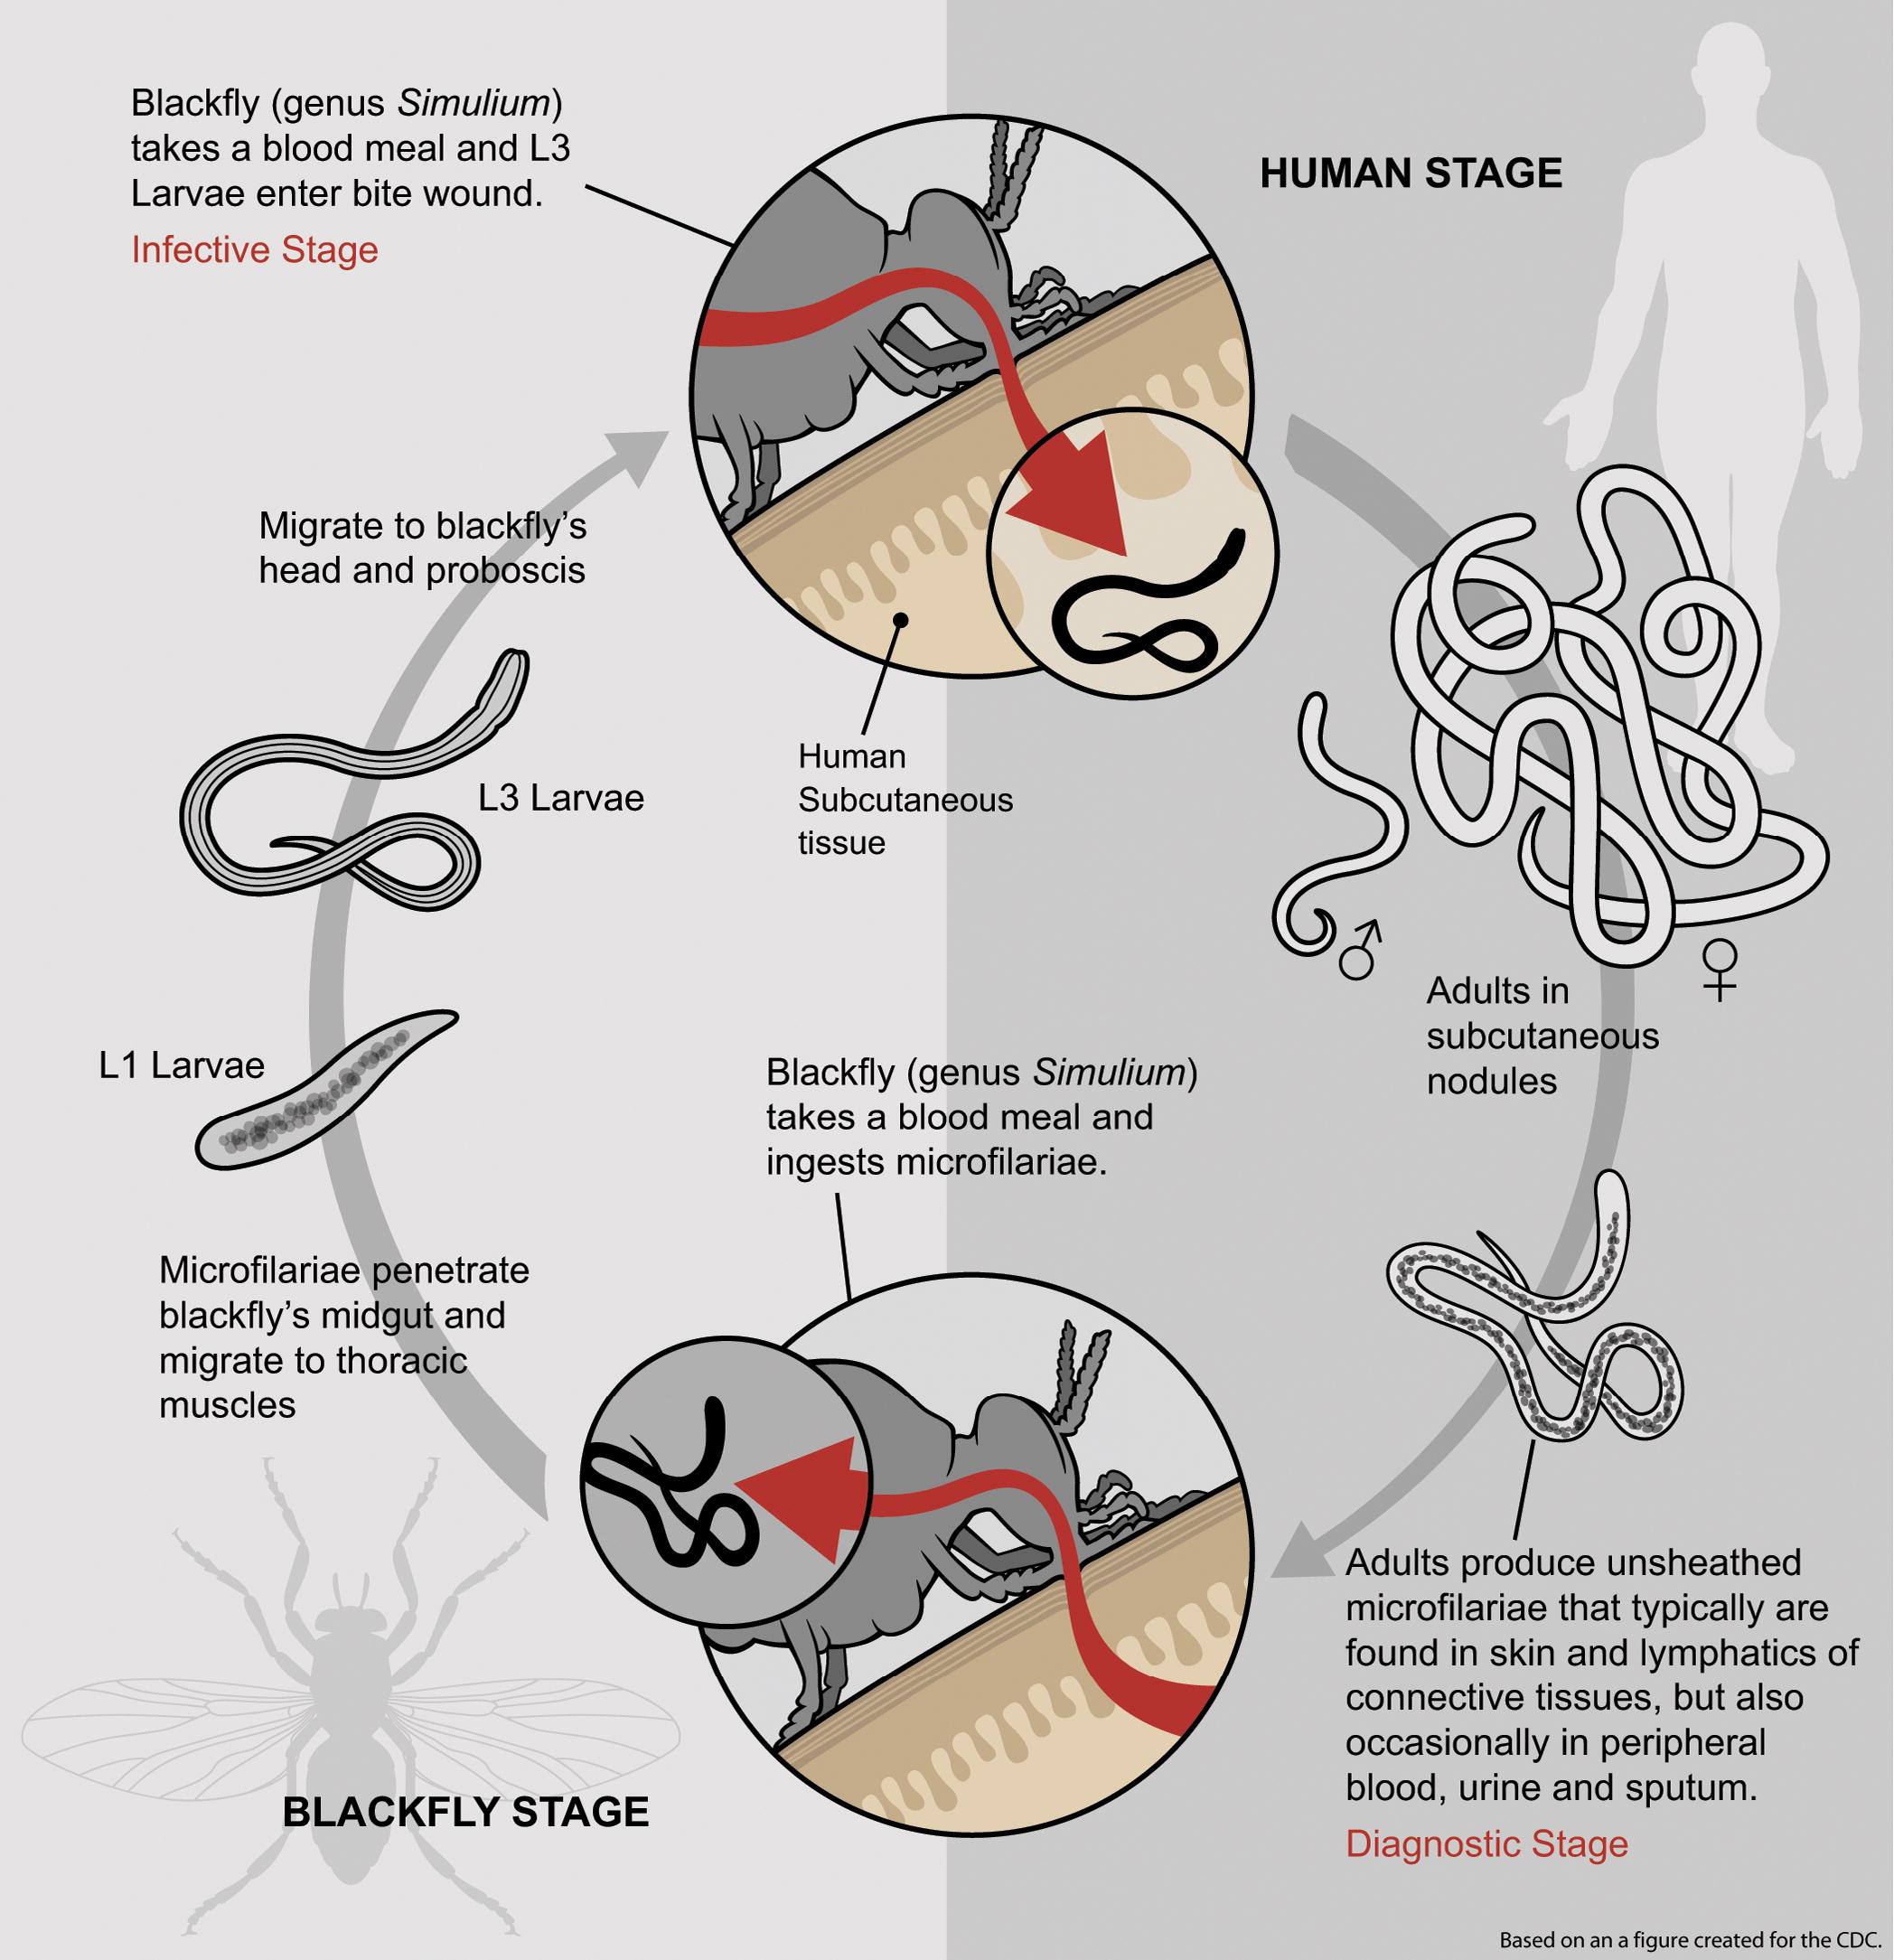 Blackfly (genus Simulium)
takes a blood meal and L3
Larvae enter bite wound.
Infective Stage
HUMAN STAGE
Migrate to blackfly's
head and proboscis
L3 Larvae
Human
Subcutaneous
tissue
♂
♀
Adults in
subcutaneous
nodules
L1 Larvae
Blackfly (genus Simulium)
takes a blood meal and
ingests microfilariae.
Microfilariae penetrate
blackfly's midgut and
migrate to thoracic
muscles
Adults produce unsheathed
microfilariae that typically are
found in skin and lymphatics of
connective tissues, but also
occasionally in peripheral
blood, urine and sputum.
Diagnostic Stage
BLACKFLY STAGE
Based on an a figure created for the CDC.